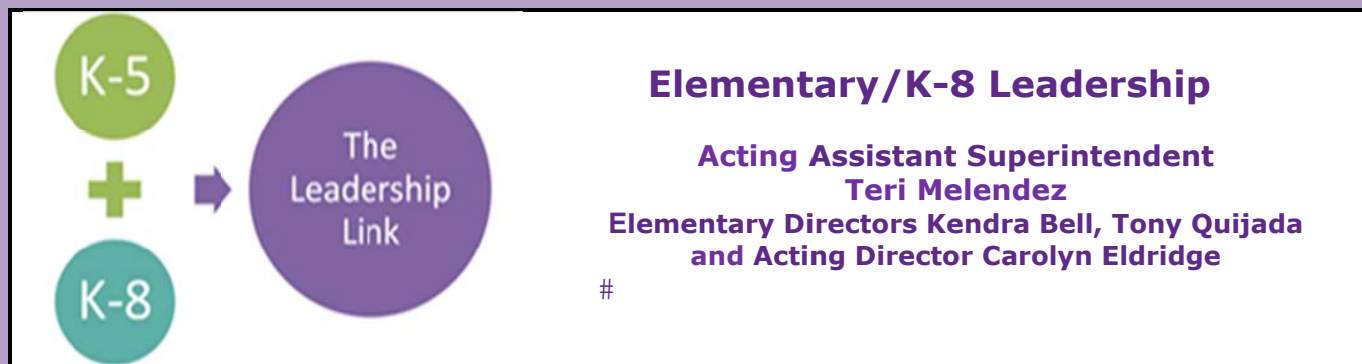 K-5
K-8
The
Leadership
Link
Elementary/K-8 Leadership
Acting Assistant Superintendent
Teri Melendez
Elementary Directors Kendra Bell, Tony Quijada
and Acting Director Carolyn Eldridge
#